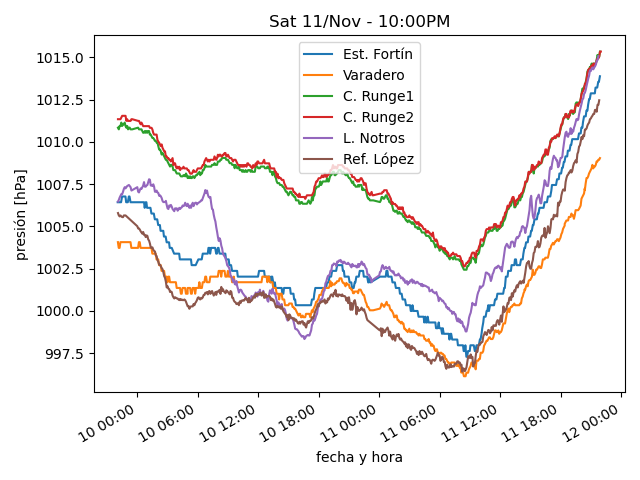 Sat 11/Nov - 10:00PM
Est. Fortín
Varadero
C. Runge1
C. Runge2
L. Notros
Ref. López
presión [hPa]
1015.0
1012.5
1010.0
1007.5
1005.0
1002.5
1000.0
997.5
10 00:00
10 06:00
10 12:00
10 18:00
11 00:00
11 06:00
11 12:00
11 18:00
12 00:00
fecha y hora